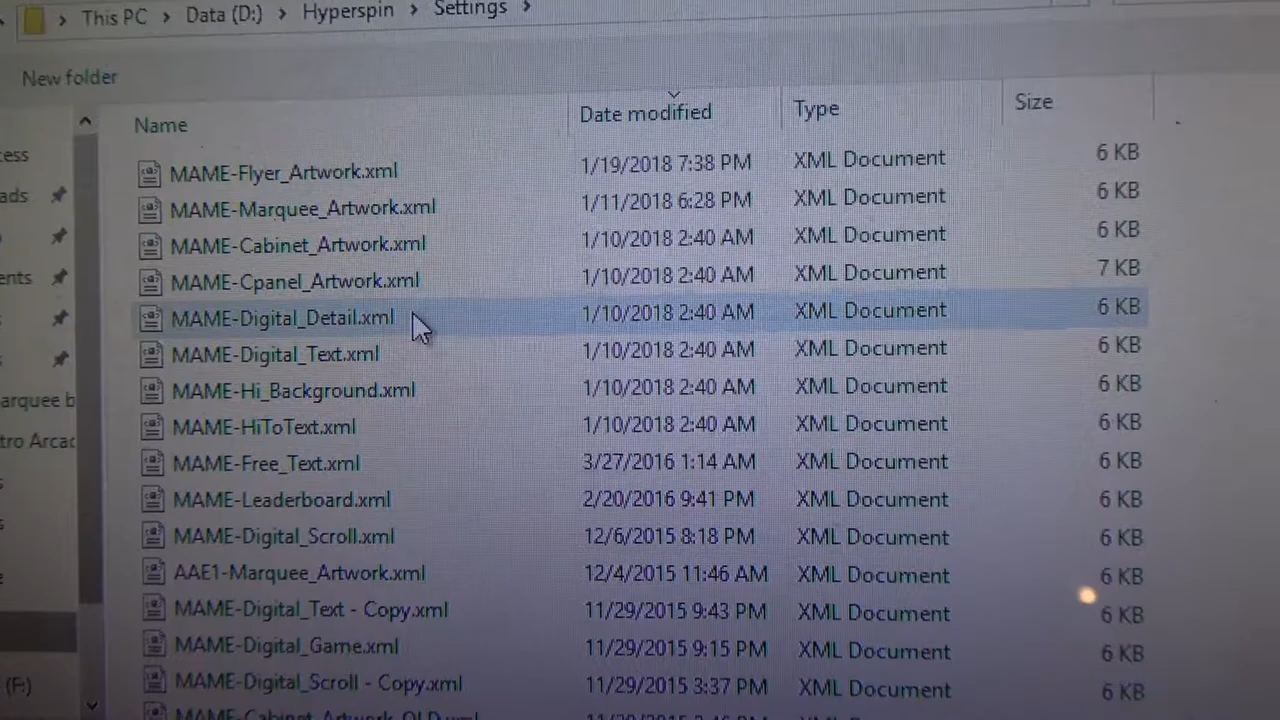 This PC > Data (D:) > Hyperspin > Settings >
New folder
Name Date modified Type Size
MAME-Flyer_Artwork.xml 1/19/2018 7:38 PM XML Document 6 KB
MAME-Marquee_Artwork.xml 1/11/2018 6:28 PM XML Document 6 KB
MAME-Cabinet_Artwork.xml 1/10/2018 2:40 AM XML Document 6 KB
MAME-Cpanel_Artwork.xml 1/10/2018 2:40 AM XML Document 7 KB
MAME-Digital_Detail.xml 1/10/2018 2:40 AM XML Document 6 KB
MAME-Digital_Text.xml 1/10/2018 2:40 AM XML Document 6 KB
MAME-Hi_Background.xml 1/10/2018 2:40 AM XML Document 6 KB
MAME-HiToText.xml 1/10/2018 2:40 AM XML Document 6 KB
MAME-Free_Text.xml 3/27/2016 1:14 AM XML Document 6 KB
MAME-Leaderboard.xml 2/20/2016 9:41 PM XML Document 6 KB
MAME-Digital_Scroll.xml 12/6/2015 8:18 PM XML Document 6 KB
AAE1-Marquee_Artwork.xml 12/4/2015 11:46 AM XML Document 6 KB
MAME-Digital_Text - Copy.xml 11/29/2015 9:43 PM XML Document 6 KB
MAME-Digital_Game.xml 11/29/2015 9:15 PM XML Document 6 KB
MAME-Digital_Scroll - Copy.xml 11/29/2015 3:37 PM XML Document 6 KB
MAME-Cabinet_Artwork_OLD.xml
ess
ads
ents
arquee b
tro Arcad
(F:)